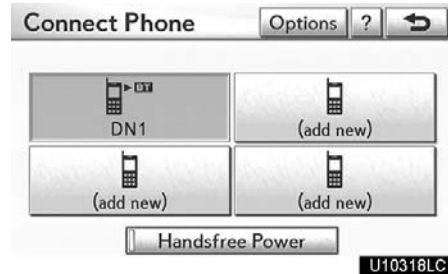 Connect Phone Options ?
BT
DN1 (add new)
(add new) (add new)
Handsfree Power
U10318LC